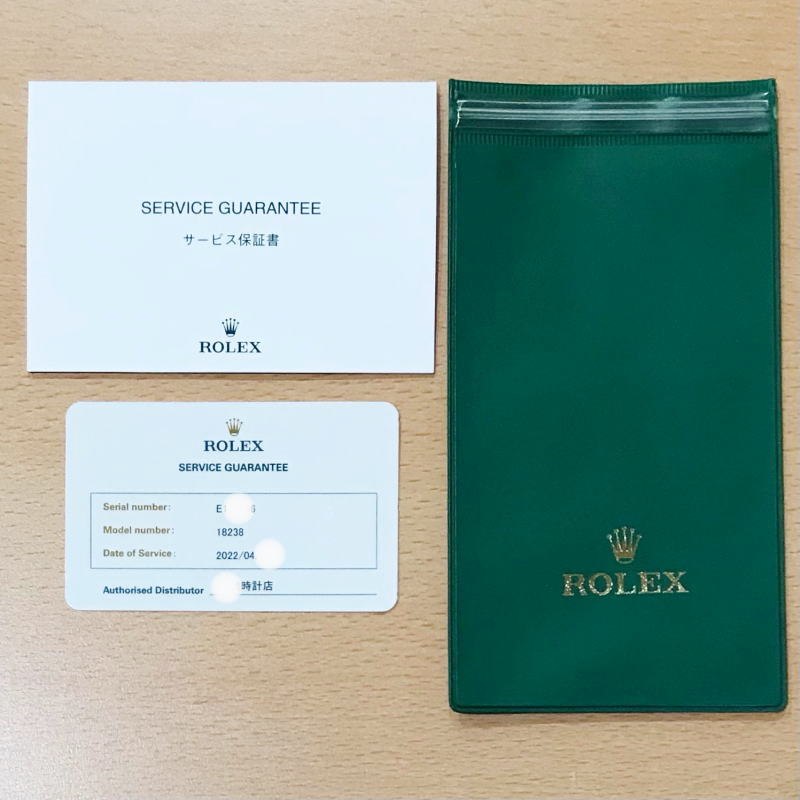 SERVICE GUARANTEE
サービス保証書
ROLEX
ROLEX
SERVICE GUARANTEE
Serial number: E
Model number: 18238
Date of Service: 2022/04
Authorised Distributor 時計店
ROLEX